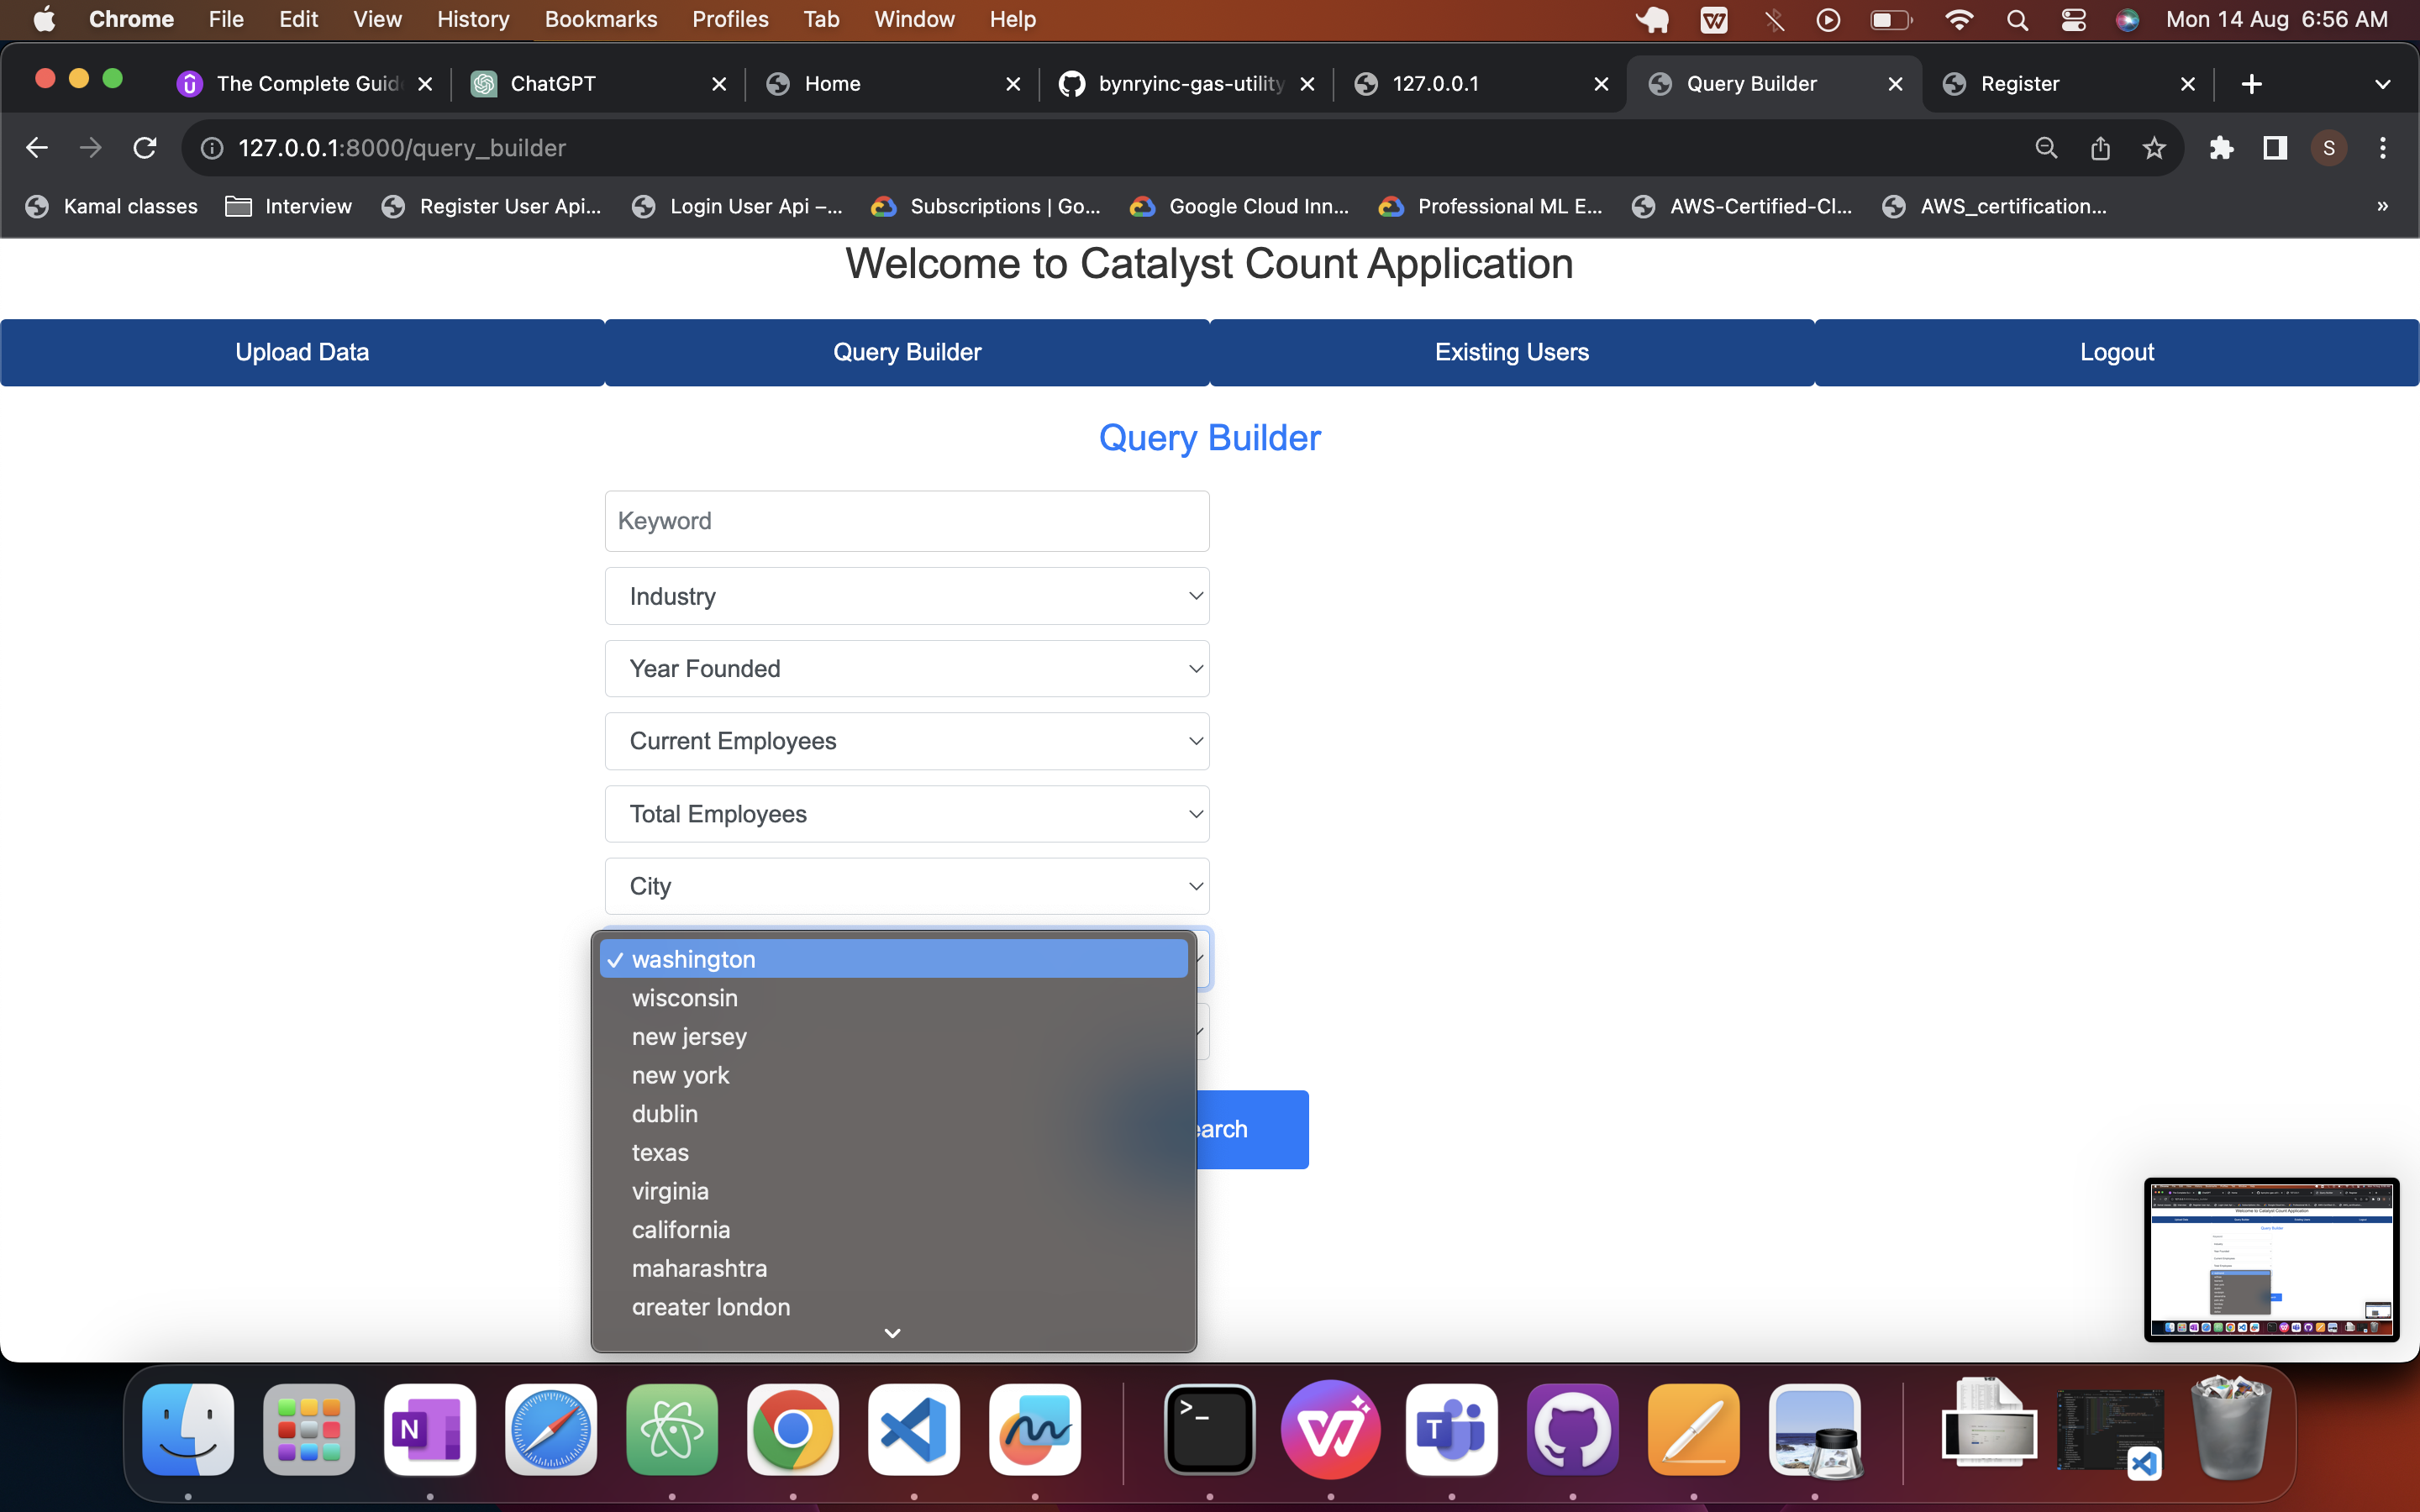 Chrome File Edit View History Bookmarks Profiles Tab Window Help Mon 14 Aug 6:56 AM
The Complete Guid ChatGPT Home bynryinc-gas-utility 127.0.0.1 Query Builder Register
127.0.0.1:8000/query_builder S
Kamal classes Interview Register User Api... Login User Api –... Subscriptions | Go... Google Cloud Inn... Professional ML E... AWS-Certified-Cl... AWS_certification... »
Welcome to Catalyst Count Application
Upload Data Query Builder Existing Users Logout
Query Builder
Keyword
Industry
Year Founded
Current Employees
Total Employees
City
✓ washington
wisconsin
new jersey
new york
dublin
texas
virginia
california
maharashtra
greater london
earch
N >_ T